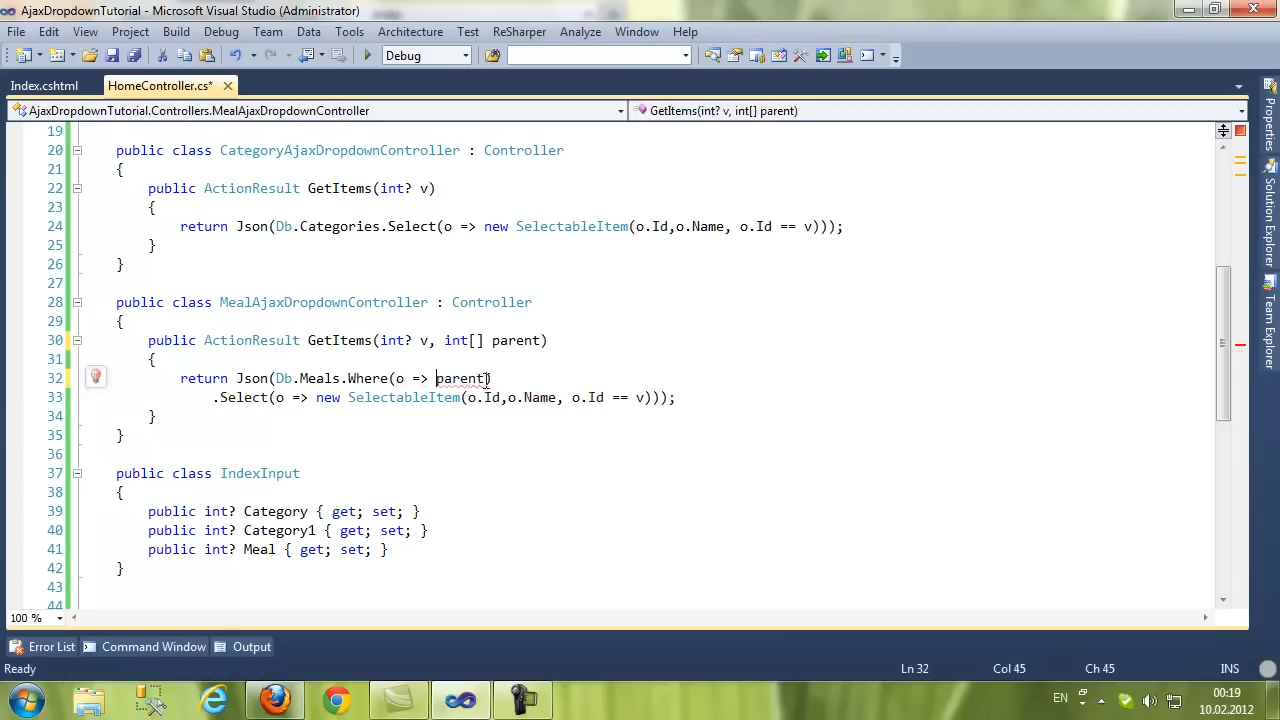 AjaxDropdownTutorial - Microsoft Visual Studio (Administrator)
File Edit View Project Build Debug Team Data Tools Architecture Test ReSharper Analyze Window Help
Debug
Index.cshtml HomeController.cs*
AjaxDropdownTutorial.Controllers.MealAjaxDropdownController GetItems(int? v, int[] parent)
19
20 public class CategoryAjaxDropdownController : Controller
21 {
22 public ActionResult GetItems(int? v)
23 {
24 return Json(Db.Categories.Select(o => new SelectableItem(o.Id,o.Name, o.Id == v)));
25 }
26 }
27
28 public class MealAjaxDropdownController : Controller
29 {
30 public ActionResult GetItems(int? v, int[] parent)
31 {
32 return Json(Db.Meals.Where(o => parent)
33 .Select(o => new SelectableItem(o.Id,o.Name, o.Id == v)));
34 }
35 }
36
37 public class IndexInput
38 {
39 public int? Category { get; set; }
40 public int? Category1 { get; set; }
41 public int? Meal { get; set; }
42 }
43
44
100 %
Error List Command Window Output
Ready Ln 32 Col 45 Ch 45 INS
EN 00:19
10.02.2012
Properties
Solution Explorer
Team Explorer